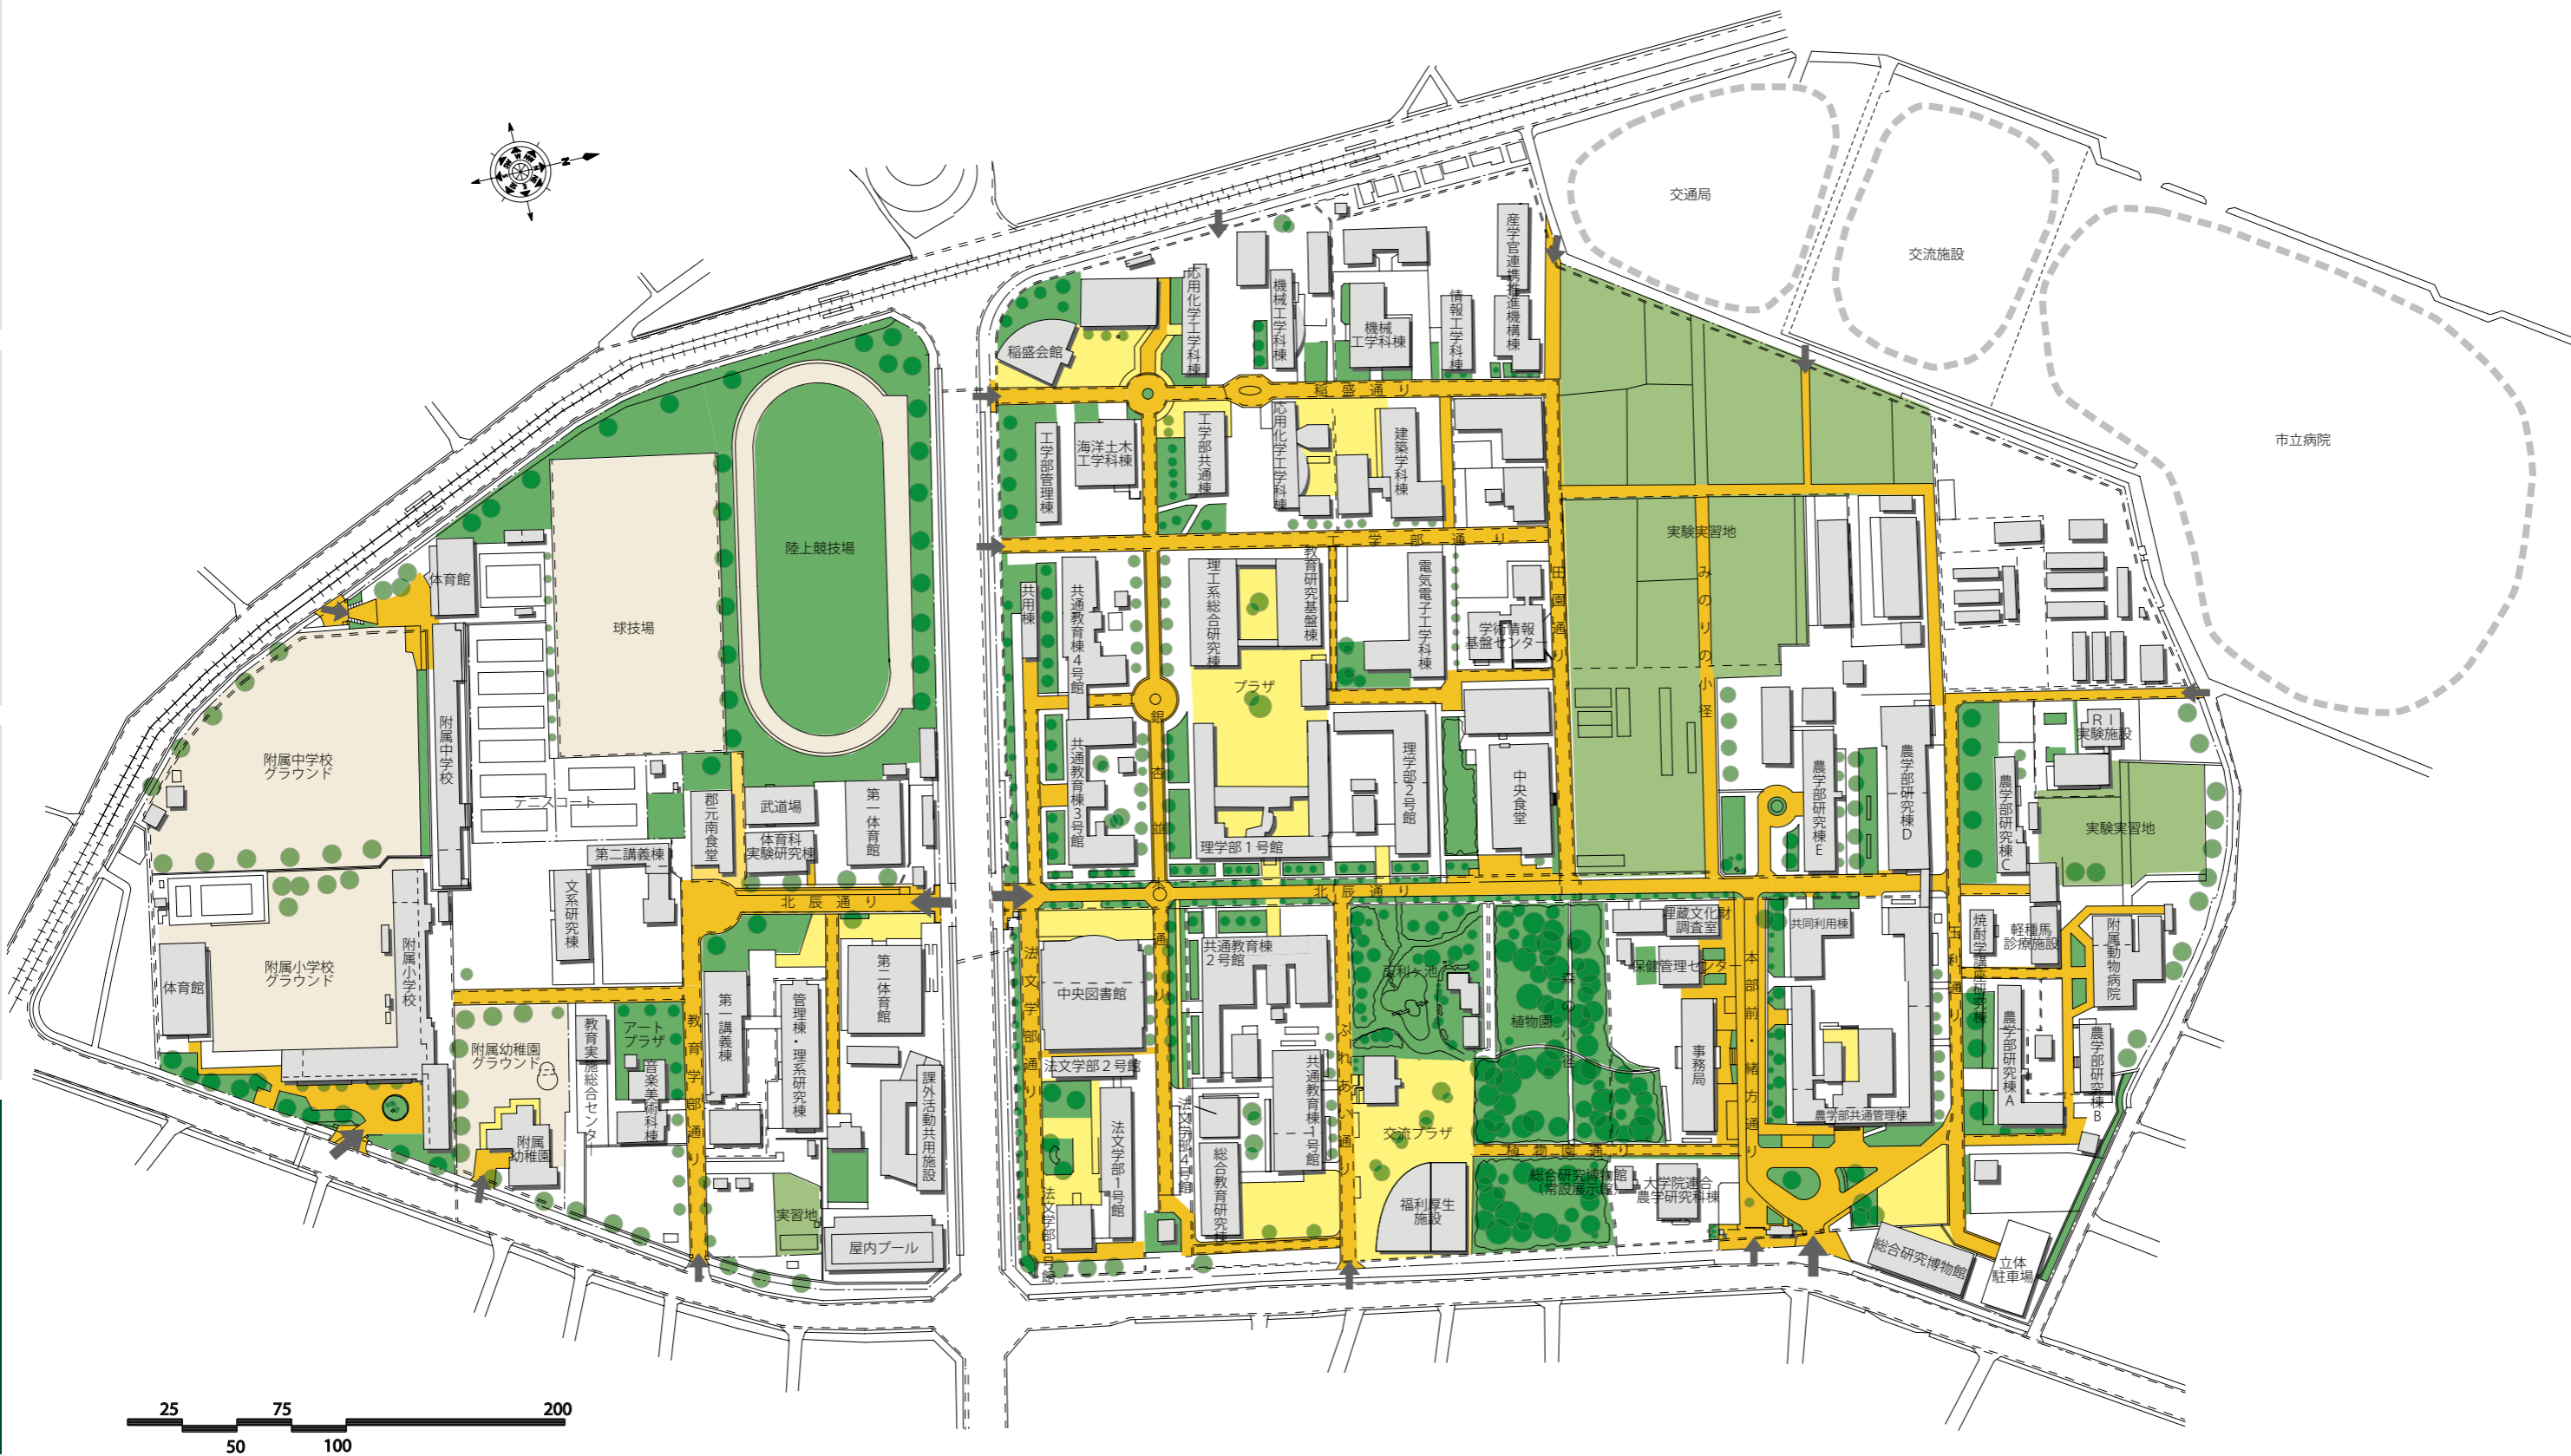 交通局
交流施設
市立病院
N
産学官連携推進機構棟
応用化学工学科棟
機械工学科棟
機械
工学科棟
情報工学科棟
稲盛会館
稲盛通り
工学部管理棟
海洋土木
工学科棟
工学部共通棟
応用化学工学科棟
建築学科棟
実験実習地
工学部通り
田園通り
みのりの小径
陸上競技場
体育館
球技場
共用棟
共通教育棟4号館
理工系総合研究棟
教育研究基盤棟
電気電子工学科棟
学術情報
基盤センター
プラザ
銀杏並木通り
附属中学校
附属中学校
グラウンド
テニスコート
共通教育棟3号館
理学部1号館
理学部2号館
中央食堂
農学部研究棟E
農学部研究棟D
農学部研究棟C
RI
実験施設
実験実習地
郡元南食堂
武道場
体育科
実験研究棟
第一体育館
第二講義棟
文系研究棟
北辰通り
北辰通り
附属小学校
附属小学校
グラウンド
体育館
第一講義棟
管理棟・理系研究棟
第二体育館
法文学部通り
中央図書館
共通教育棟
2号館
植物園
森の小径
埋蔵文化財
調査室
保健管理センター
本部前・緒方通り
共同利用棟
玉利通り
焼酎学講座研究棟
軽種馬
診療施設
附属動物病院
農学部研究棟A
農学部研究棟B
附属幼稚園
グラウンド
教育実施総合センター
アート
プラザ
音楽美術科棟
教育学部通り
課外活動共用施設
法文学部2号館
法文学部1号館
法文学部3号館
法文学部4号館
総合教育研究棟
共通教育棟1号館
ふれあい通り
交流プラザ
事務局
農学部共通管理棟
植物園通り
附属
幼稚園
実習地
屋内プール
福利厚生
施設
総合研究博物館
(常設展示館)
大学院連合
農学研究科棟
総合研究博物館
立体
駐車場
25 75 200
50 100